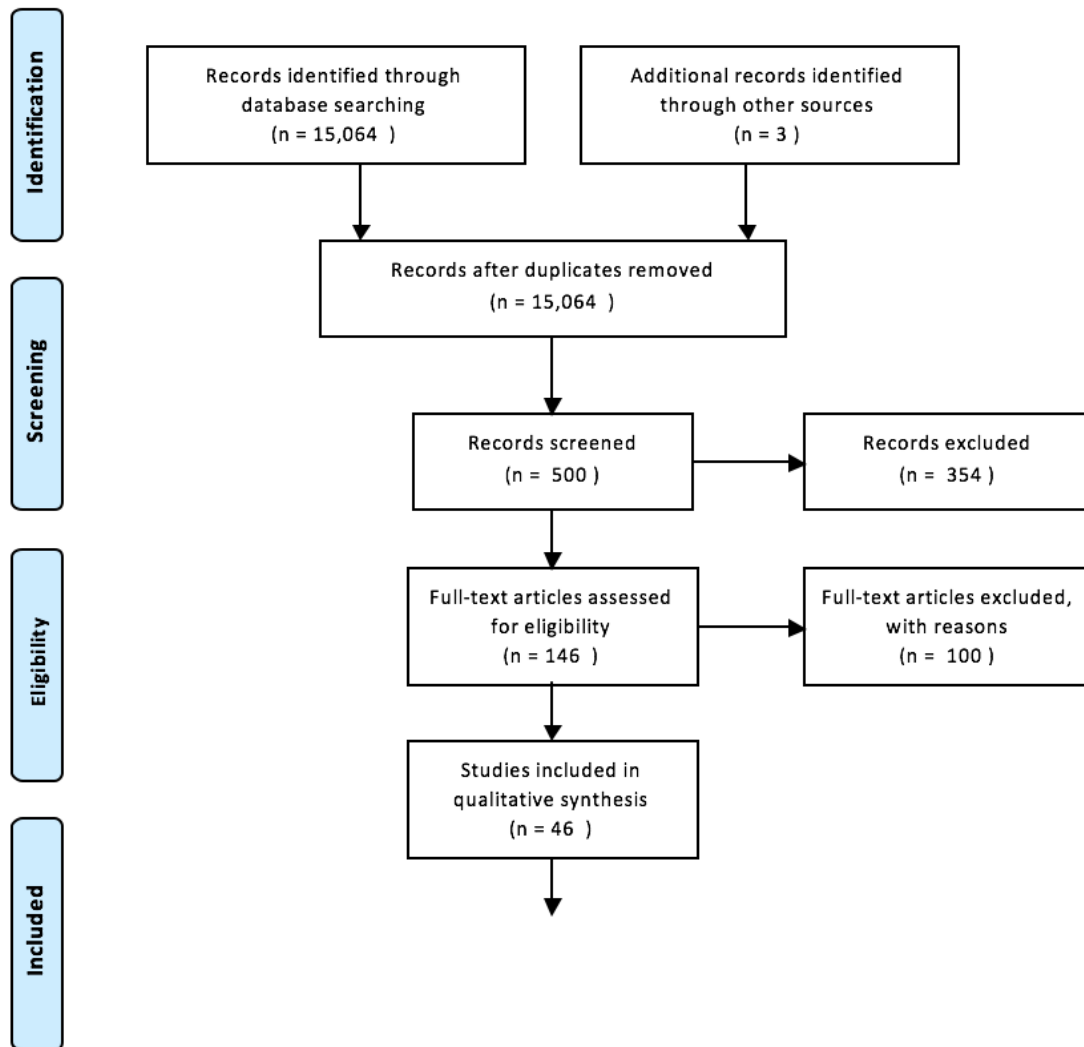 Identification
Records identified through
database searching
(n = 15,064  )
Additional records identified
through other sources
(n = 3 )
Records after duplicates removed
(n = 15,064  )
Screening
Records screened
(n =  500 )
Records excluded
(n =  354 )
Eligibility
Full-text articles assessed
for eligibility
(n = 146  )
Full-text articles excluded,
with reasons
(n =  100 )
Studies included in
qualitative synthesis
(n = 46  )
Included